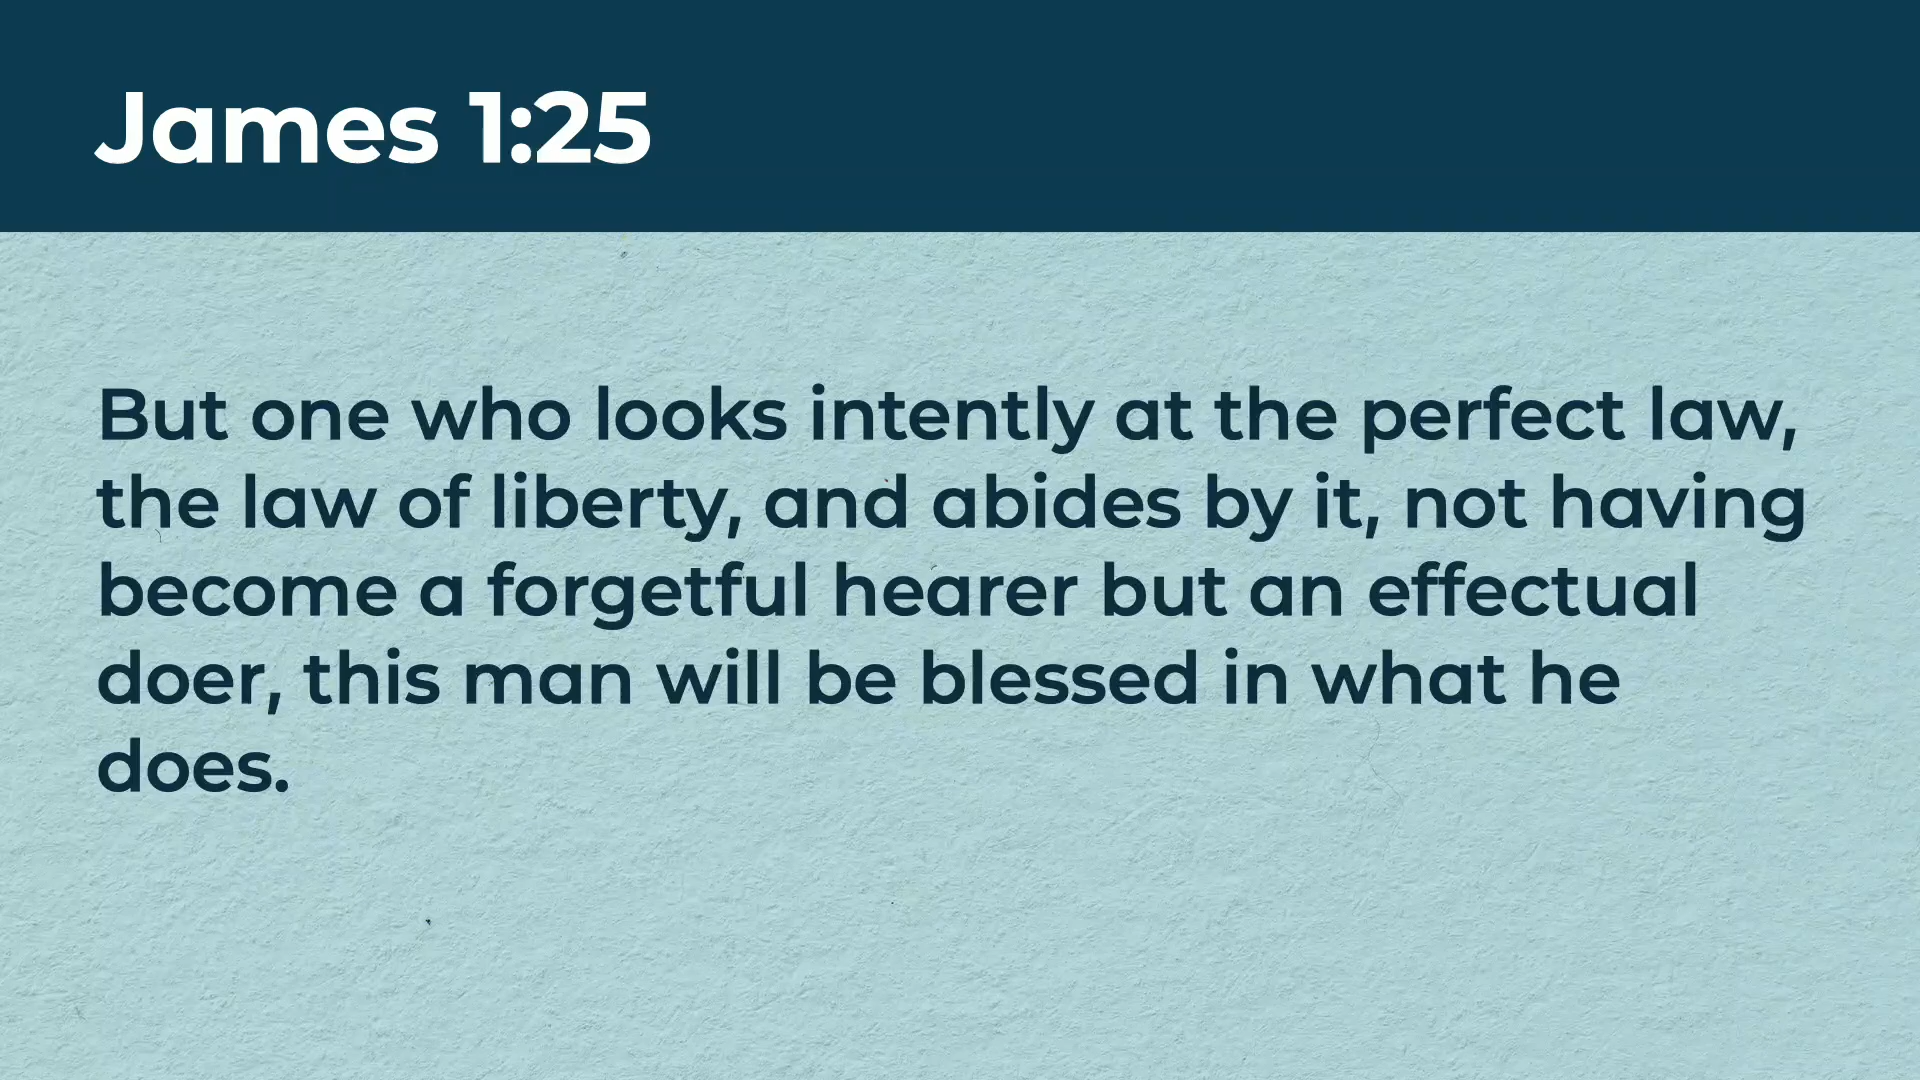 James 1:25
But one who looks intently at the perfect law,
the law of liberty, and abides by it, not having
become a forgetful hearer but an effectual
doer, this man will be blessed in what he
does.